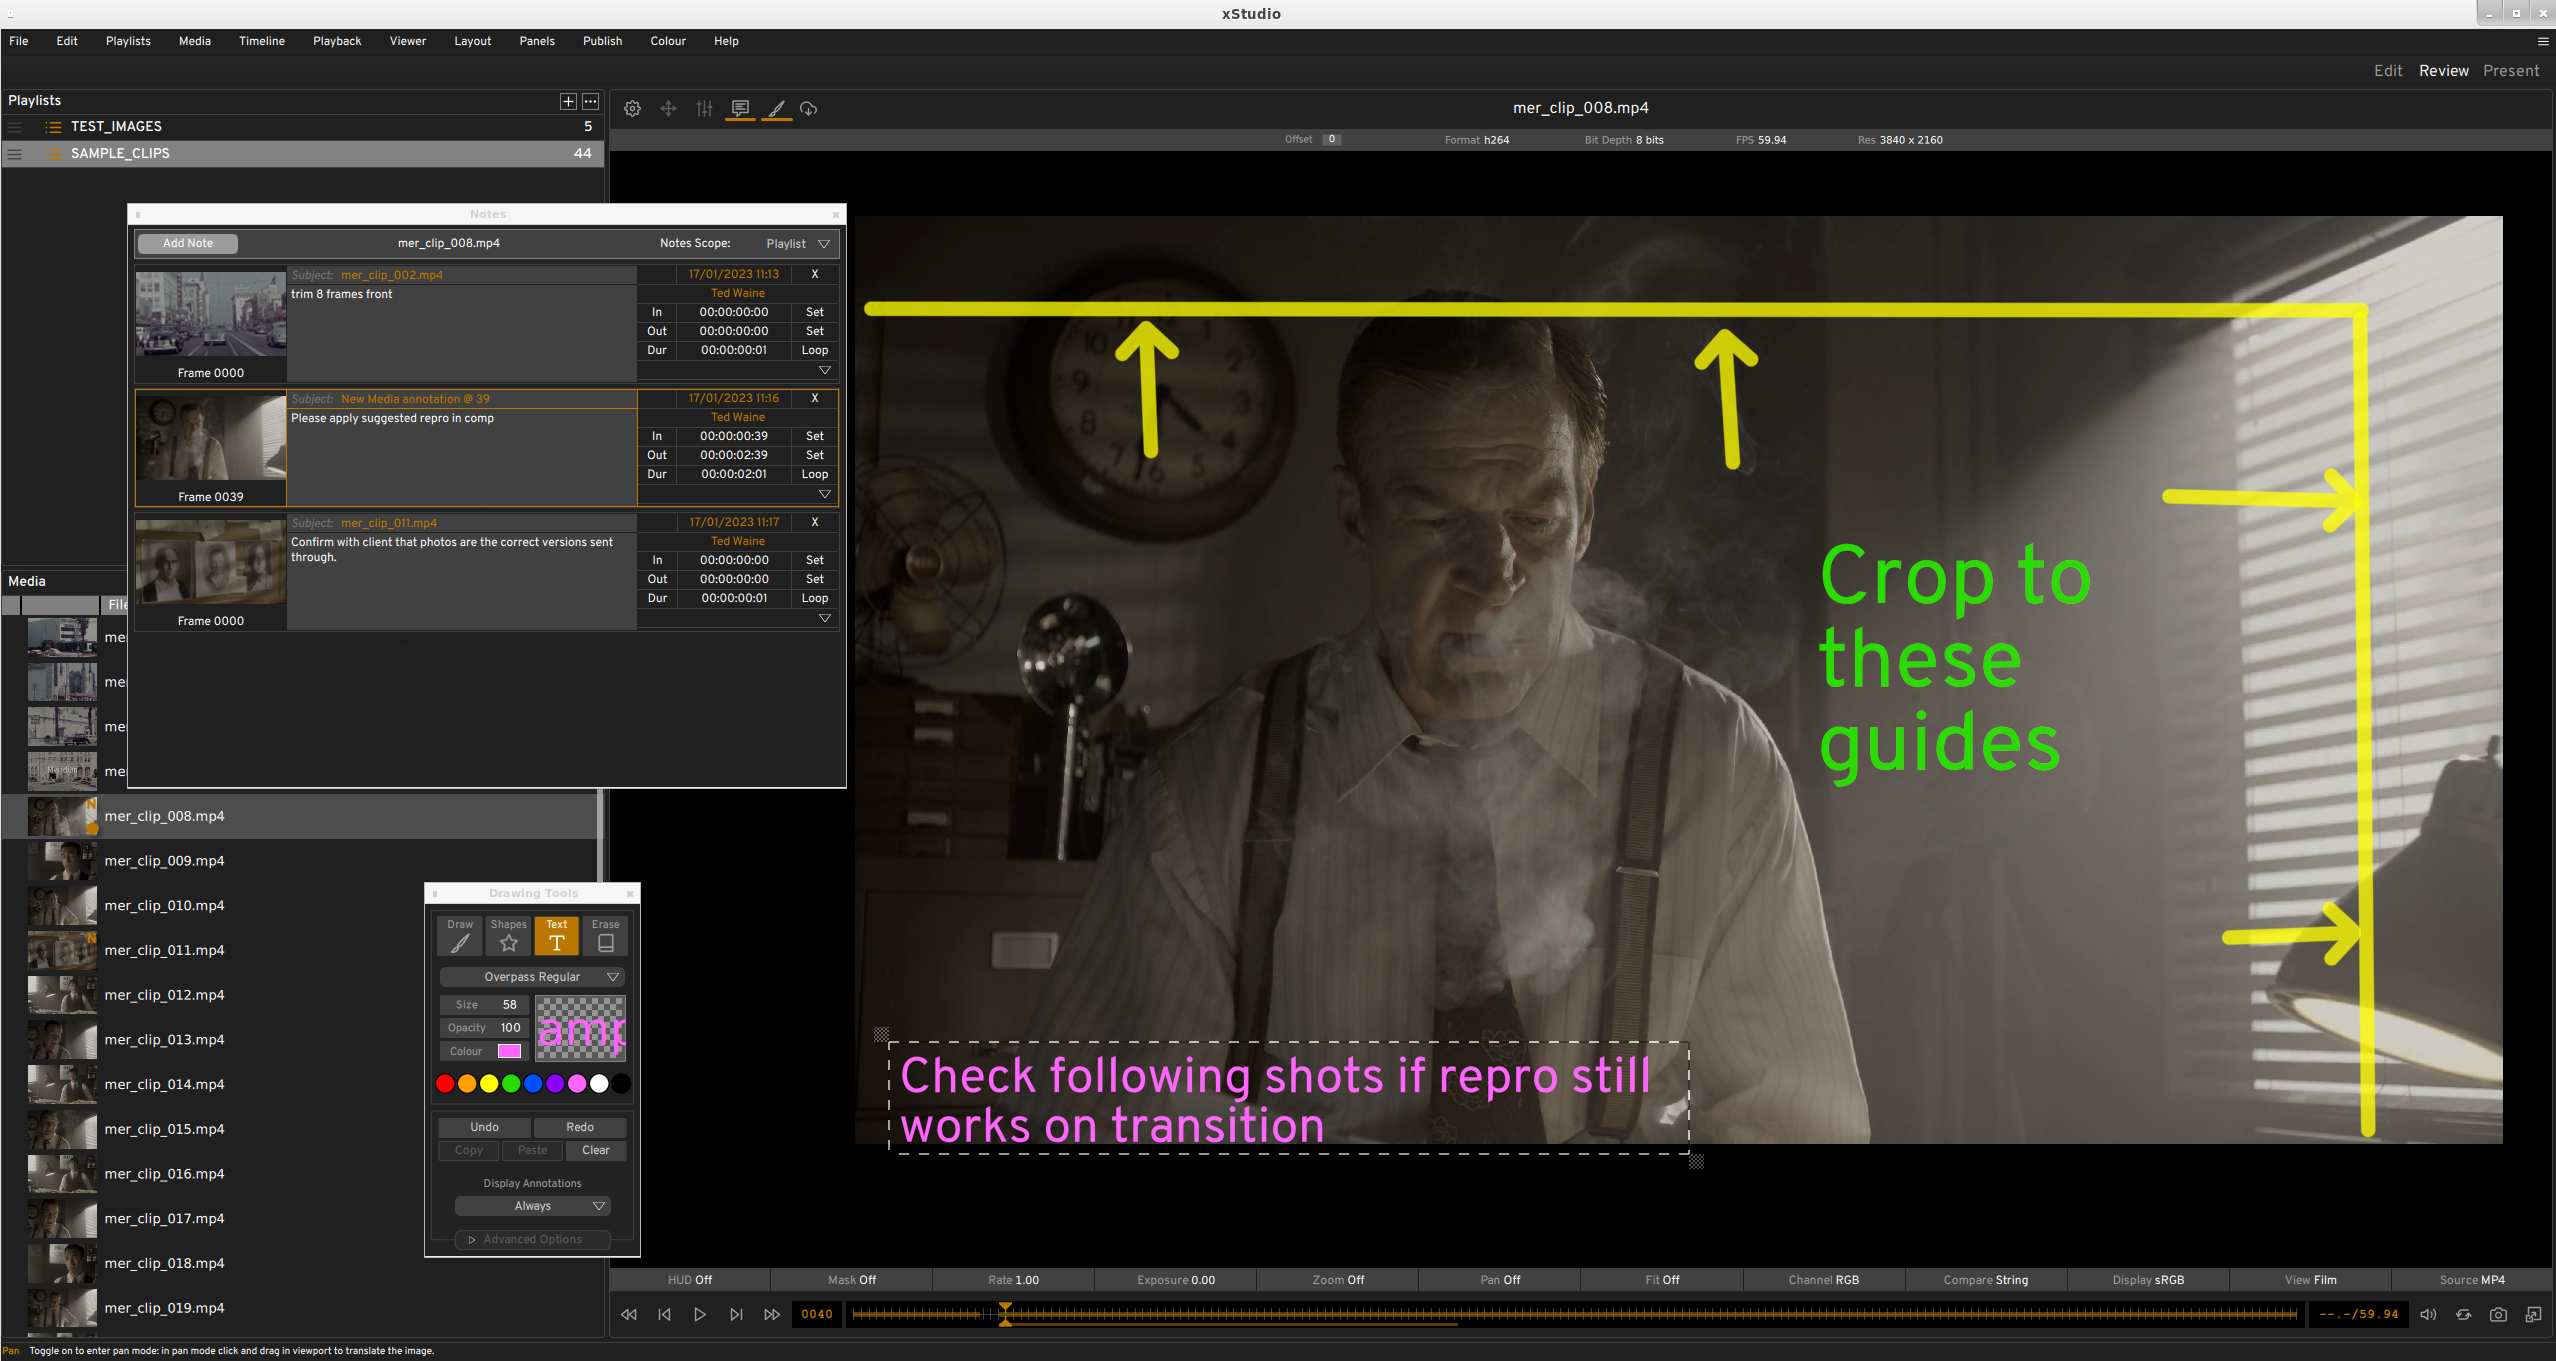 xStudio
File Edit Playlists Media Timeline Playback Viewer Layout Panels Publish Colour Help
Edit Review Present
Playlists
TEST_IMAGES 5
SAMPLE_CLIPS 44
mer_clip_008.mp4
Offset 0 Format h264 Bit Depth 8 bits FPS 59.94 Res 3840 x 2160
Notes
Add Note mer_clip_008.mp4 Notes Scope: Playlist
Subject: mer_clip_002.mp4 17/01/2023 11:13 X
trim 8 frames front Ted Waine
In 00:00:00:00 Set
Out 00:00:00:00 Set
Dur 00:00:00:01 Loop
Frame 0000
Subject: New Media annotation @ 39 17/01/2023 11:16 X
Please apply suggested repro in comp Ted Waine
In 00:00:00:39 Set
Out 00:00:02:39 Set
Dur 00:00:02:01 Loop
Frame 0039
Subject: mer_clip_011.mp4 17/01/2023 11:17 X
Ted Waine
Confirm with client that photos are the correct versions sent
through.
In 00:00:00:00 Set
Out 00:00:00:00 Set
Dur 00:00:00:01 Loop
Frame 0000
Media
File
me
me
me
me
mer_clip_008.mp4
N
mer_clip_009.mp4
mer_clip_010.mp4
mer_clip_011.mp4
N
mer_clip_012.mp4
mer_clip_013.mp4
mer_clip_014.mp4
mer_clip_015.mp4
mer_clip_016.mp4
mer_clip_017.mp4
mer_clip_018.mp4
mer_clip_019.mp4
Drawing Tools
Draw Shapes Text Erase
T
Overpass Regular
Size 58
Opacity 100
Colour
amp
Undo Redo
Copy Paste Clear
Display Annotations
Always
Advanced Options
10 12 2
9 3
8 4
7 6 5
Crop to
these
guides
Check following shots if repro still
works on transition
HUD Off Mask Off Rate 1.00 Exposure 0.00 Zoom Off Pan Off Fit Off Channel RGB Compare String Display sRGB View Film Source MP4
0040 --.-/59.94
Pan Toggle on to enter pan mode: in pan mode click and drag in viewport to translate the image.